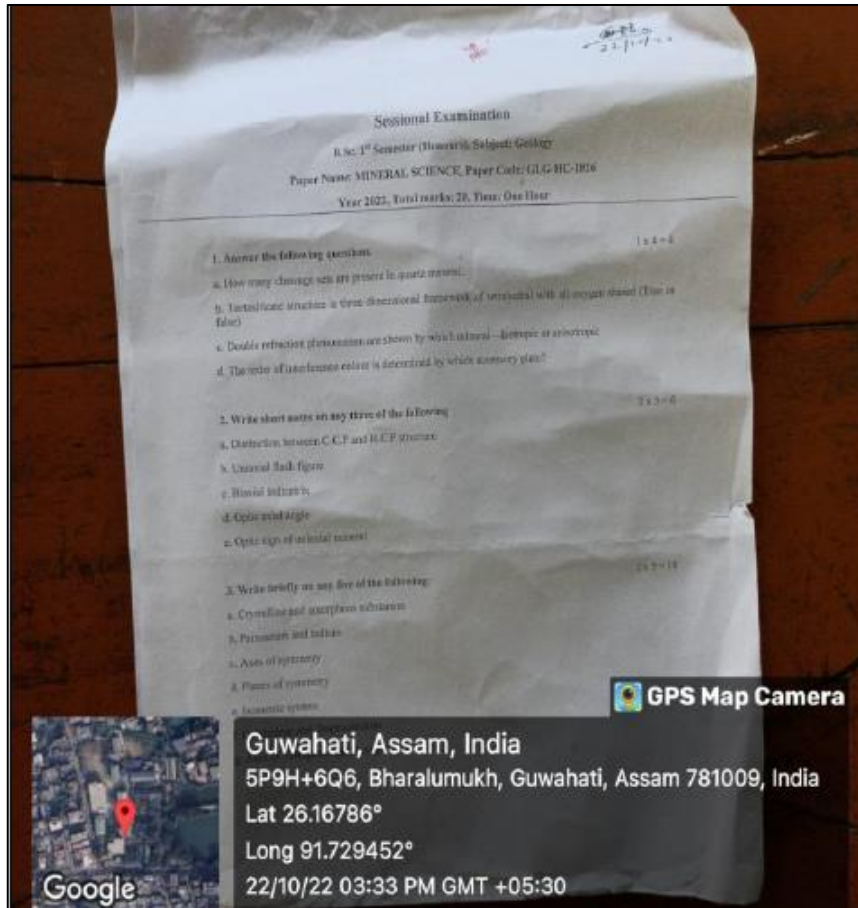 22/10/22
Sessional Examination
B.Sc. 1st Semester (Honours), Subject: Geology
Paper Name: MINERAL SCIENCE, Paper Code: GLG-HC-1016
Year 2022, Total marks: 20, Time: One Hour
1. Answer the following questions 1 x 4 = 4
a. How many cleavage sets are present in quartz mineral.
b. Tectosilicate structure is three dimensional framework of tetrahedral with all oxygen shared (True or
false)
c. Double refraction phenomenon are shown by which mineral—Isotropic or anisotropic
d. The order of interference colour is determined by which accessory plate?
2. Write short notes on any three of the following 2 x 3 = 6
a. Distinction between C.C.P and H.C.P structure
b. Uniaxial flash figure
c. Biaxial indicatrix
d. Optic axial angle
e. Optic sign of uniaxial mineral
3. Write briefly on any five of the following: 2 x 5 = 10
a. Crystalline and amorphous substances
b. Parameters and indices
c. Axes of symmetry
d. Planes of symmetry
e. Isometric system
GPS Map Camera
Guwahati, Assam, India
5P9H+6Q6, Bharalumukh, Guwahati, Assam 781009, India
Lat 26.16786°
Long 91.729452°
22/10/22 03:33 PM GMT +05:30
Google